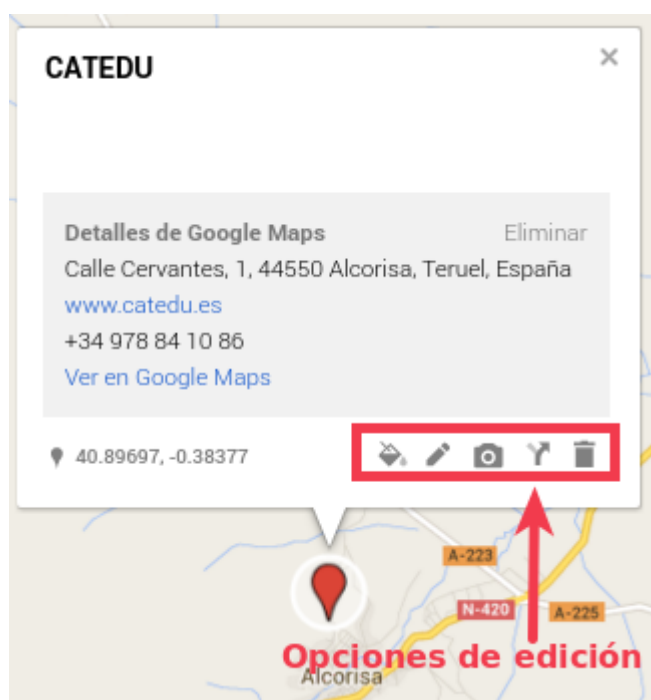 CATEDU
Detalles de Google Maps Eliminar
Calle Cervantes, 1, 44550 Alcorisa, Teruel, España
www.catedu.es
+34 978 84 10 86
Ver en Google Maps
40.89697, -0.38377
A-223
N-420 A-225
Opciones de edición
Alcorisa